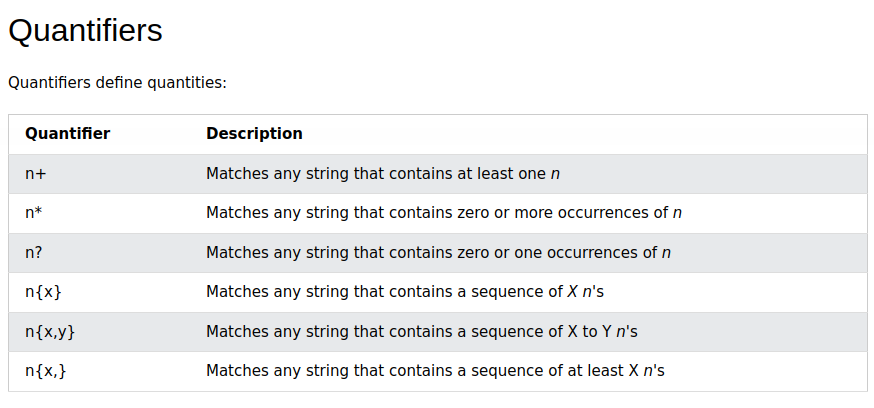 Quantifiers
Quantifiers define quantities:
Quantifier Description
n+ Matches any string that contains at least one n
n* Matches any string that contains zero or more occurrences of n
n? Matches any string that contains zero or one occurrences of n
n{x} Matches any string that contains a sequence of X n's
n{x,y} Matches any string that contains a sequence of X to Y n's
n{x,} Matches any string that contains a sequence of at least X n's